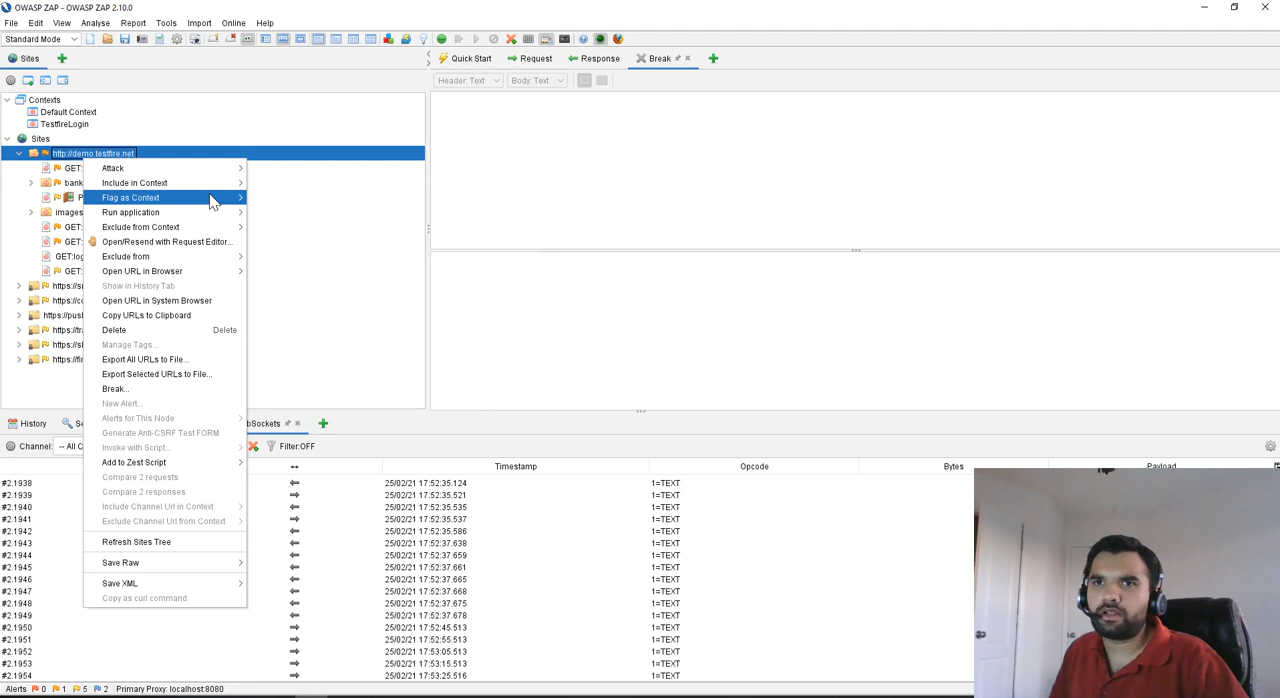 OWASP ZAP - OWASP ZAP 2.10.0
File Edit View Analyse Report Tools Import Online Help
Standard Mode
Sites
Quick Start Request Response Break
Header: Text Body: Text
Contexts
Default Context
TestfireLogin
Sites
http://demo.testfire.net
GET:
bank
P
images
GET:
GET:
GET:log
GET:
https://sn
https://co
https://push
https://tra
https://sh
https://fir
Attack
Include in Context
Flag as Context
Run application
Exclude from Context
Open/Resend with Request Editor...
Exclude from
Open URL in Browser
Show in History Tab
Open URL in System Browser
Copy URLs to Clipboard
Delete Delete
Manage Tags...
Export All URLs to File...
Export Selected URLs to File...
Break...
New Alert...
Alerts for This Node
Generate Anti-CSRF Test FORM
Invoke with Script...
Add to Zest Script
Compare 2 requests
Compare 2 responses
Include Channel Url in Context
Exclude Channel Url from Context
Refresh Sites Tree
Save Raw
Save XML
Copy as curl command
History Se bSockets
Channel: -- All C Filter:OFF
Timestamp Opcode Bytes Payload
#2.1938 25/02/21 17:52:35.124 1=TEXT
#2.1939 25/02/21 17:52:35.521 1=TEXT
#2.1940 25/02/21 17:52:35.535 1=TEXT
#2.1941 25/02/21 17:52:35.537 1=TEXT
#2.1942 25/02/21 17:52:35.586 1=TEXT
#2.1943 25/02/21 17:52:37.638 1=TEXT
#2.1944 25/02/21 17:52:37.659 1=TEXT
#2.1945 25/02/21 17:52:37.661 1=TEXT
#2.1946 25/02/21 17:52:37.665 1=TEXT
#2.1947 25/02/21 17:52:37.668 1=TEXT
#2.1948 25/02/21 17:52:37.675 1=TEXT
#2.1949 25/02/21 17:52:37.678 1=TEXT
#2.1950 25/02/21 17:52:45.513 1=TEXT
#2.1951 25/02/21 17:52:55.513 1=TEXT
#2.1952 25/02/21 17:53:05.513 1=TEXT
#2.1953 25/02/21 17:53:15.513 1=TEXT
#2.1954 25/02/21 17:53:25.516 1=TEXT
Alerts 0 1 5 2 Primary Proxy: localhost:8080